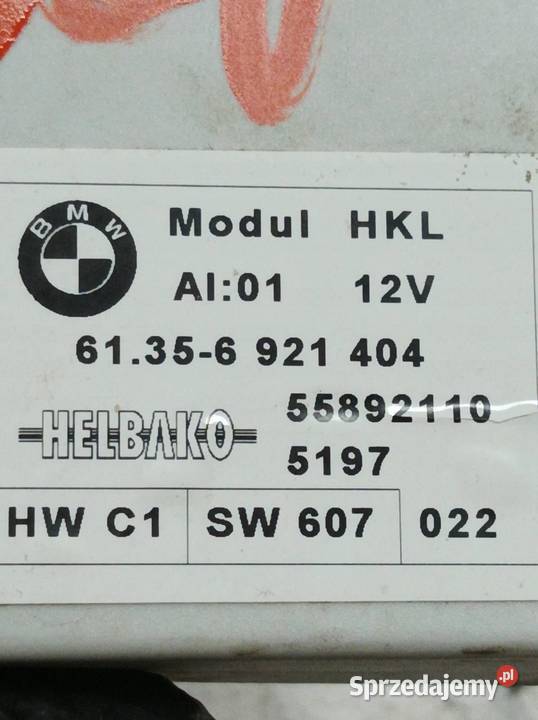 BMW
Modul HKL
AI:01 12V
61.35-6 921 404
HELBAKO
55892110
5197
HW C1 SW 607 022
Sprzedajemy.pl